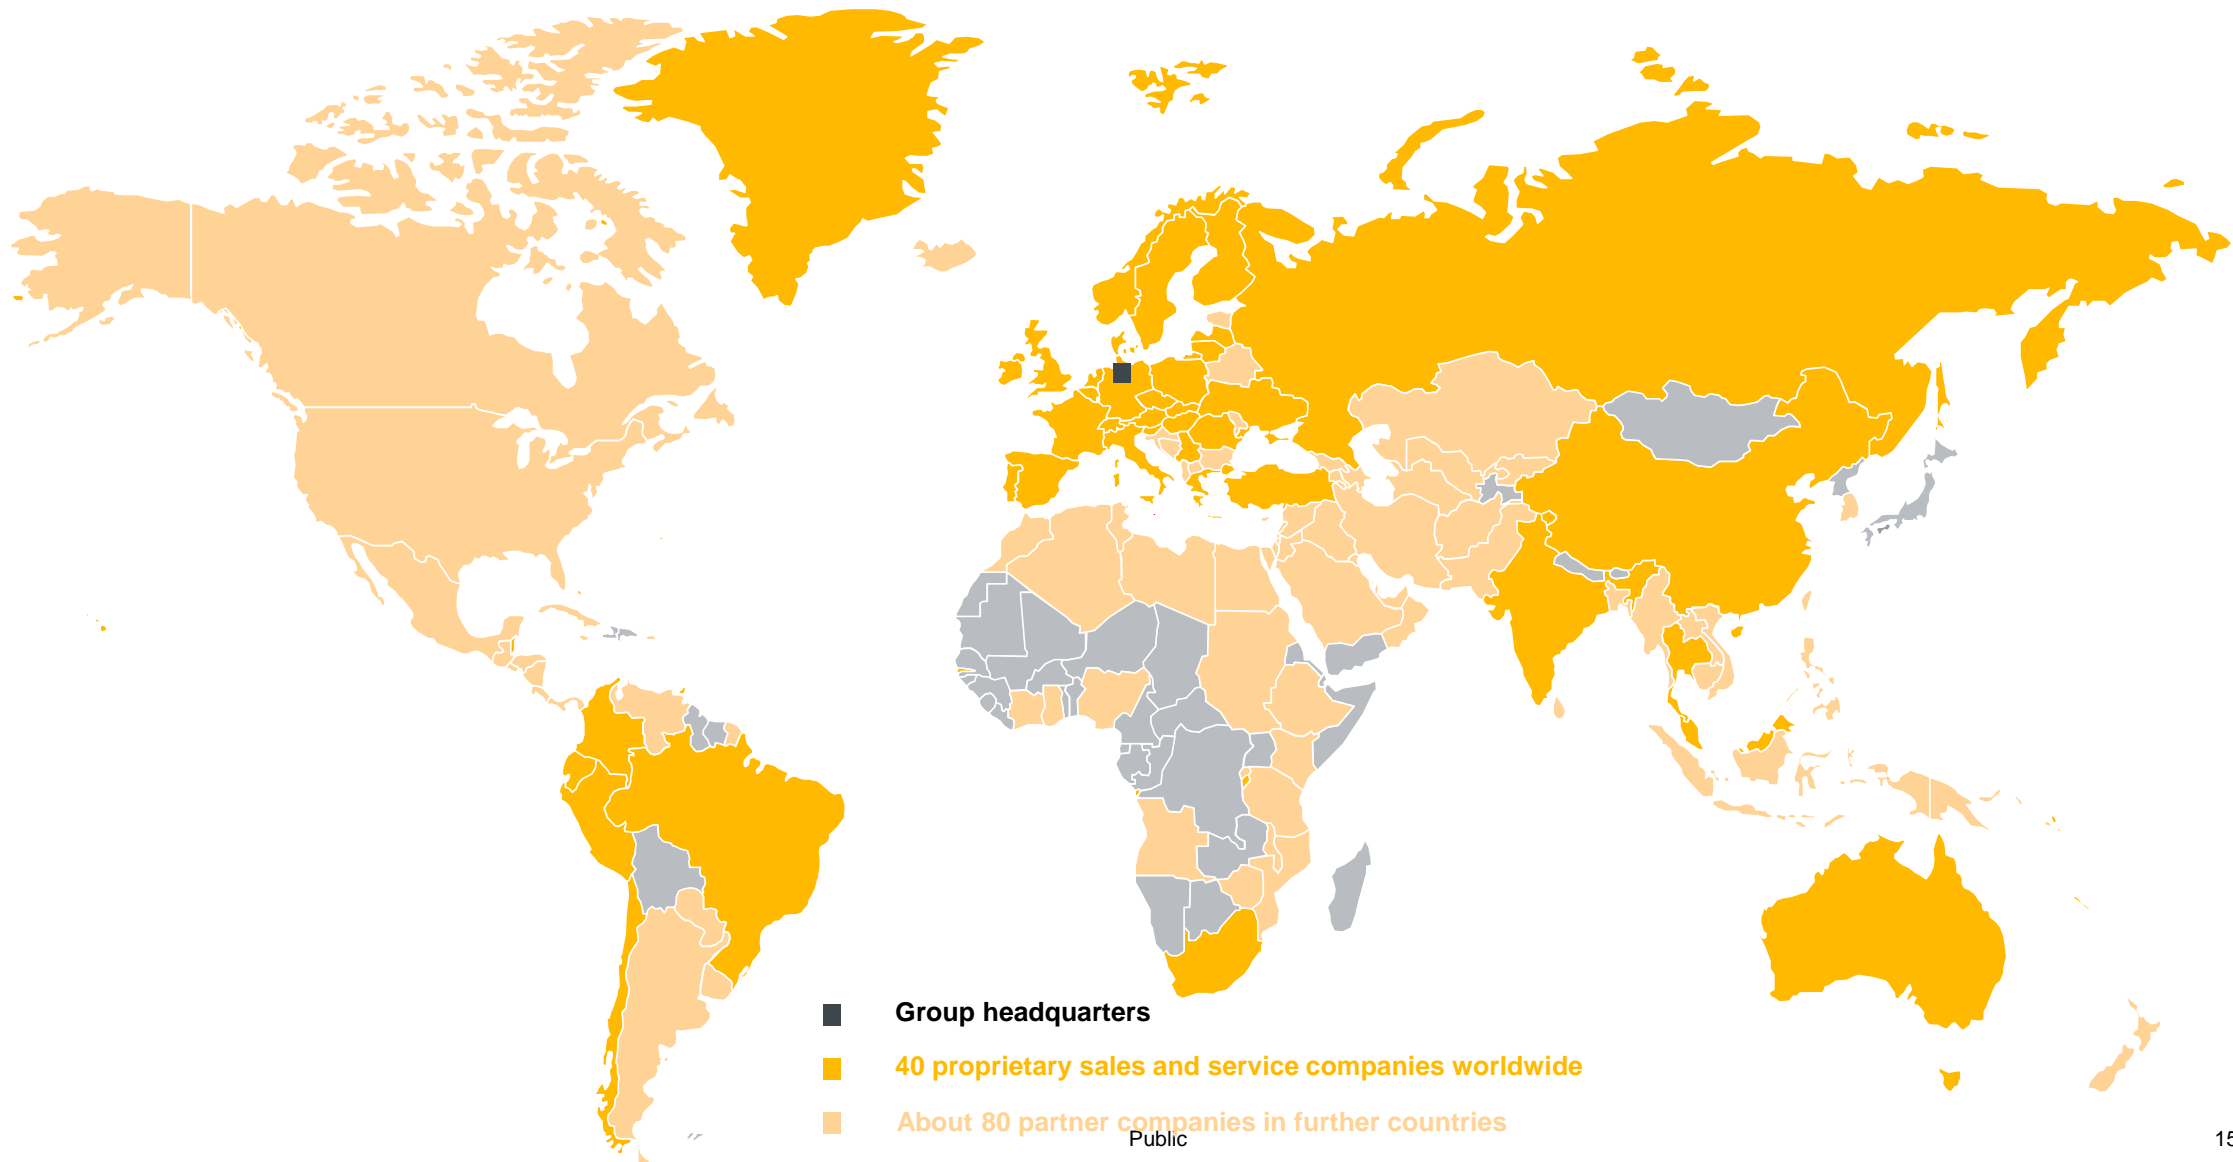 Group headquarters
40 proprietary sales and service companies worldwide
About 80 partner companies in further countries
Public
15